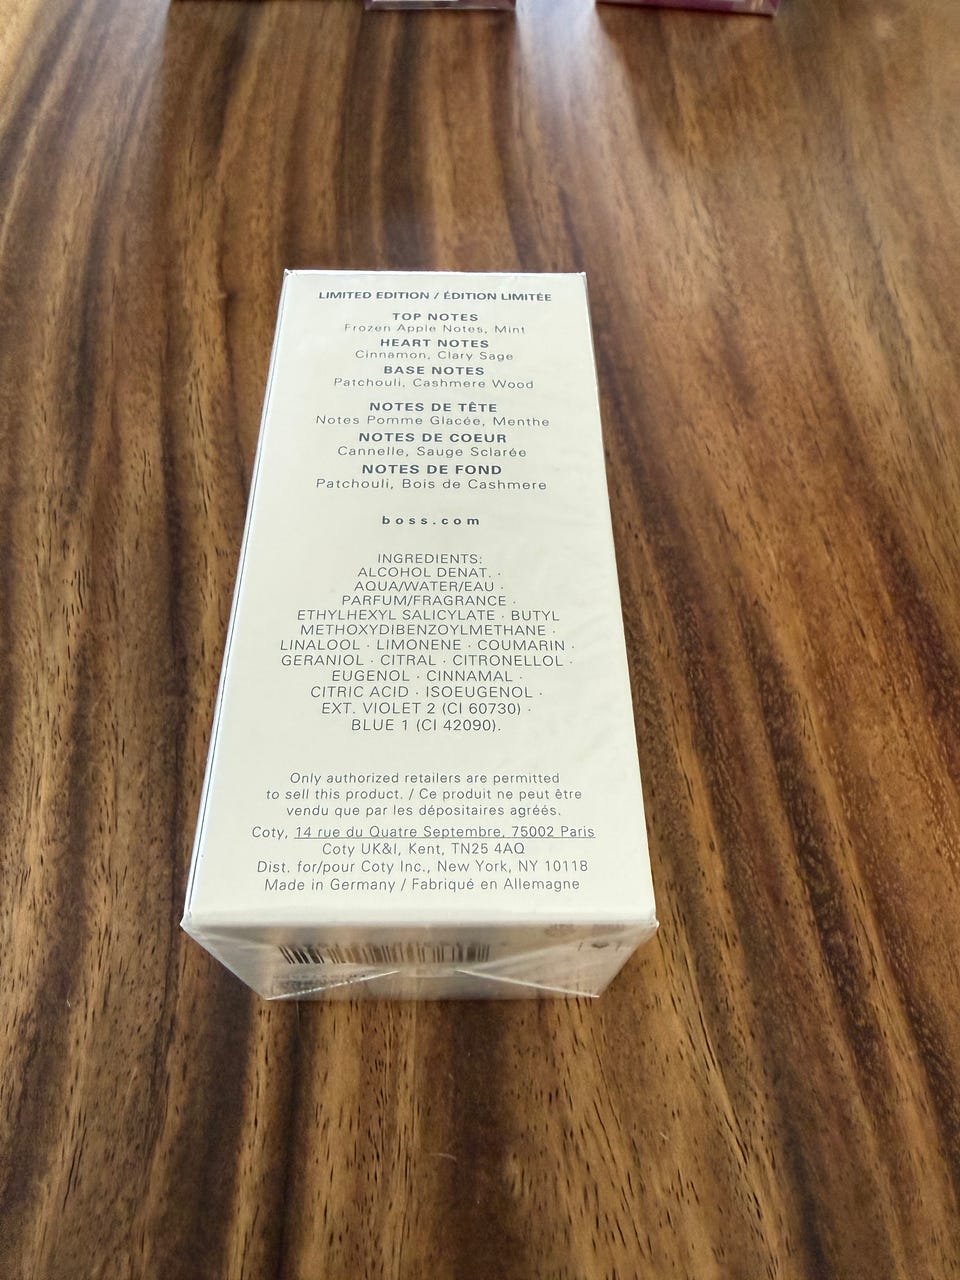 LIMITED EDITION / ÉDITION LIMITÉE
TOP NOTES
Frozen Apple Notes, Mint
HEART NOTES
Cinnamon, Clary Sage
BASE NOTES
Patchouli, Cashmere Wood
NOTES DE TÊTE
Notes Pomme Glacée, Menthe
NOTES DE COEUR
Cannelle, Sauge Sclarée
NOTES DE FOND
Patchouli, Bois de Cashmere
boss.com
INGREDIENTS:
ALCOHOL DENAT. ·
AQUA/WATER/EAU ·
PARFUM/FRAGRANCE ·
ETHYLHEXYL SALICYLATE · BUTYL
METHOXYDIBENZOYLMETHANE ·
LINALOOL · LIMONENE · COUMARIN ·
GERANIOL · CITRAL · CITRONELLOL ·
EUGENOL · CINNAMAL ·
CITRIC ACID · ISOEUGENOL ·
EXT. VIOLET 2 (CI 60730) ·
BLUE 1 (CI 42090).
Only authorized retailers are permitted
to sell this product. / Ce produit ne peut être
vendu que par les dépositaires agréés.
Coty, 14 rue du Quatre Septembre, 75002 Paris
Coty UK&I, Kent, TN25 4AQ
Dist. for/pour Coty Inc., New York, NY 10118
Made in Germany / Fabriqué en Allemagne